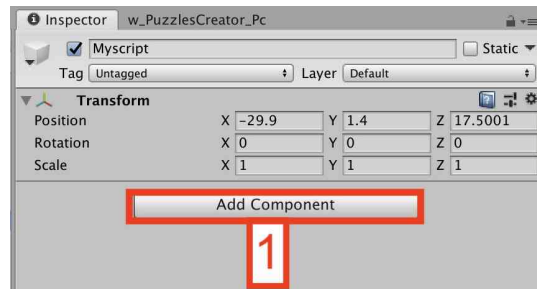 Inspector w_PuzzlesCreator_Pc
Myscript Static
Tag Untagged Layer Default
Transform
Position X -29.9 Y 1.4 Z 17.5001
Rotation X 0 Y 0 Z 0
Scale X 1 Y 1 Z 1
Add Component
1